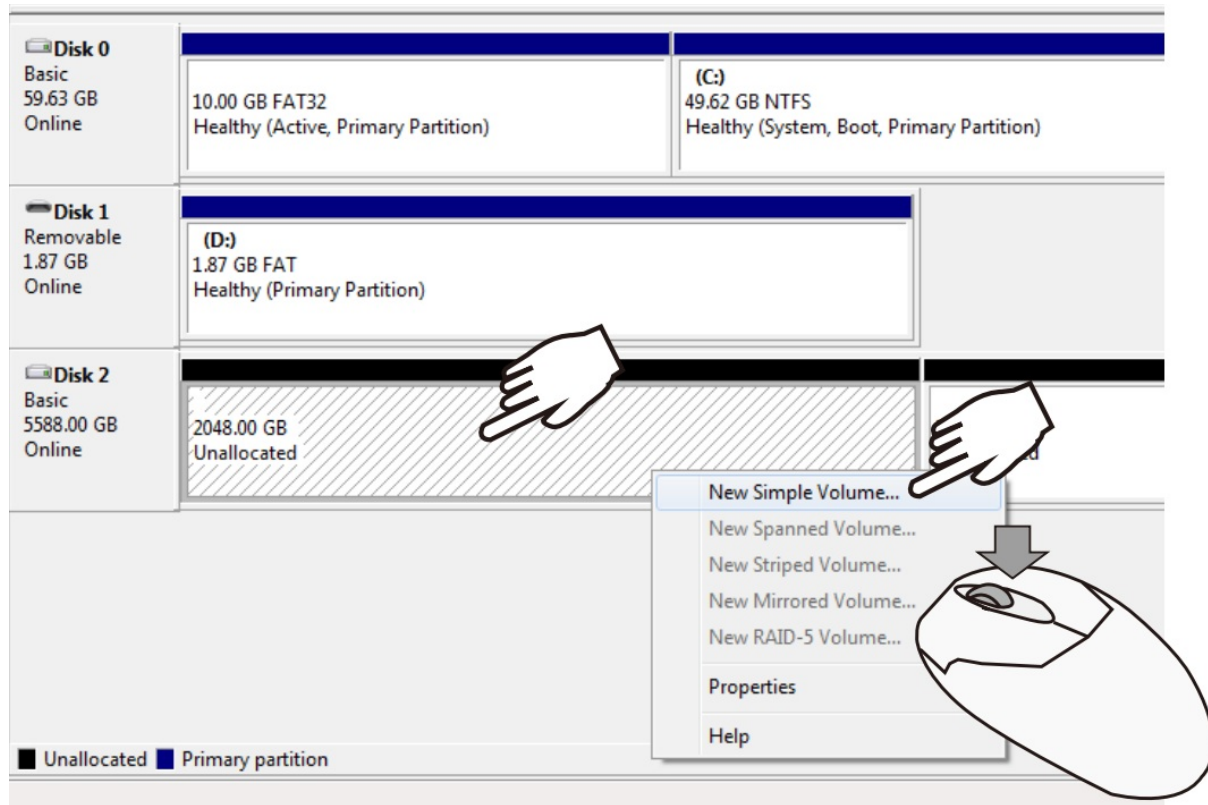 Disk 0
Basic
59.63 GB
Online
10.00 GB FAT32
Healthy (Active, Primary Partition)
(C:)
49.62 GB NTFS
Healthy (System, Boot, Primary Partition)
Disk 1
Removable
1.87 GB
Online
(D:)
1.87 GB FAT
Healthy (Primary Partition)
Disk 2
Basic
5588.00 GB
Online
2048.00 GB
Unallocated
New Simple Volume...
New Spanned Volume...
New Striped Volume...
New Mirrored Volume...
New RAID-5 Volume...
Properties
Help
Unallocated Primary partition